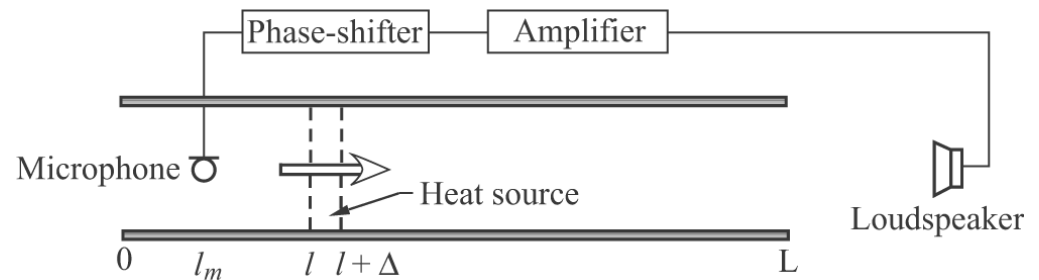 Phase-shifter
Amplifier
Microphone
Heat source
Loudspeaker
0
l_m
l
l + Δ
L